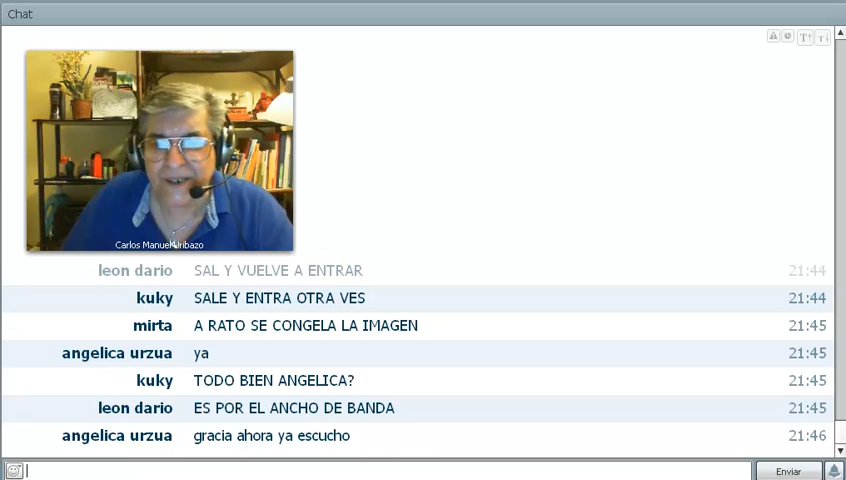 Chat
Carlos Manuel Uribazo
leon dario SAL Y VUELVE A ENTRAR 21:44
kuky SALE Y ENTRA OTRA VES 21:44
mirta A RATO SE CONGELA LA IMAGEN 21:45
angelica urzua ya 21:45
kuky TODO BIEN ANGELICA? 21:45
leon dario ES POR EL ANCHO DE BANDA 21:45
angelica urzua gracia ahora ya escucho 21:46
Enviar